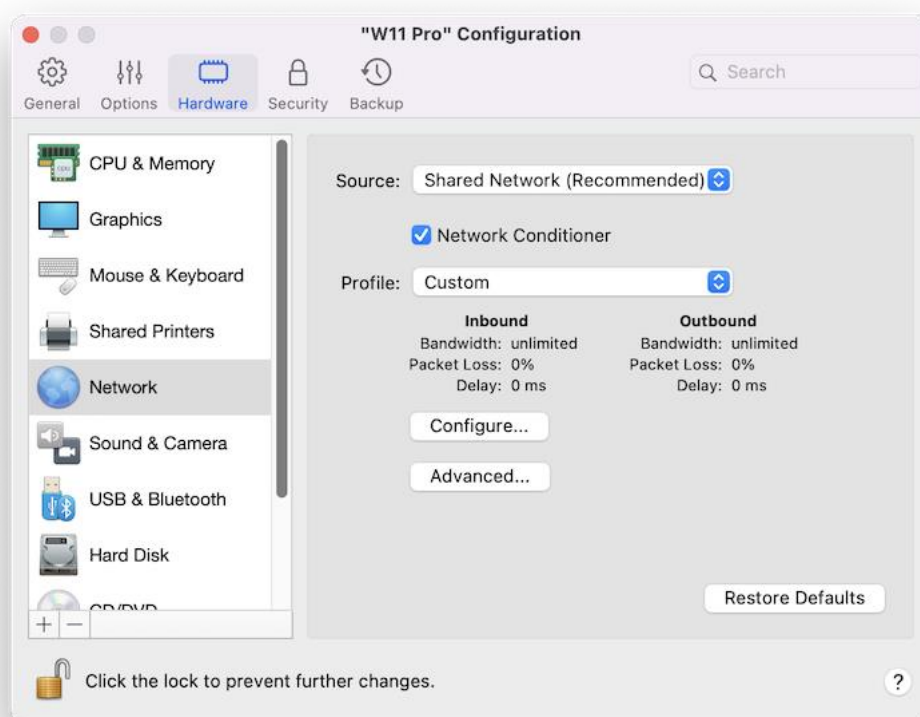 "W11 Pro" Configuration
General Options Hardware Security Backup
Search
CPU & Memory
Graphics
Mouse & Keyboard
Shared Printers
Network
Sound & Camera
USB & Bluetooth
Hard Disk
CD/DVD
+ −
Source: Shared Network (Recommended)
Network Conditioner
Profile: Custom
Inbound
Bandwidth: unlimited
Packet Loss: 0%
Delay: 0 ms
Outbound
Bandwidth: unlimited
Packet Loss: 0%
Delay: 0 ms
Configure...
Advanced...
Restore Defaults
Click the lock to prevent further changes.
?